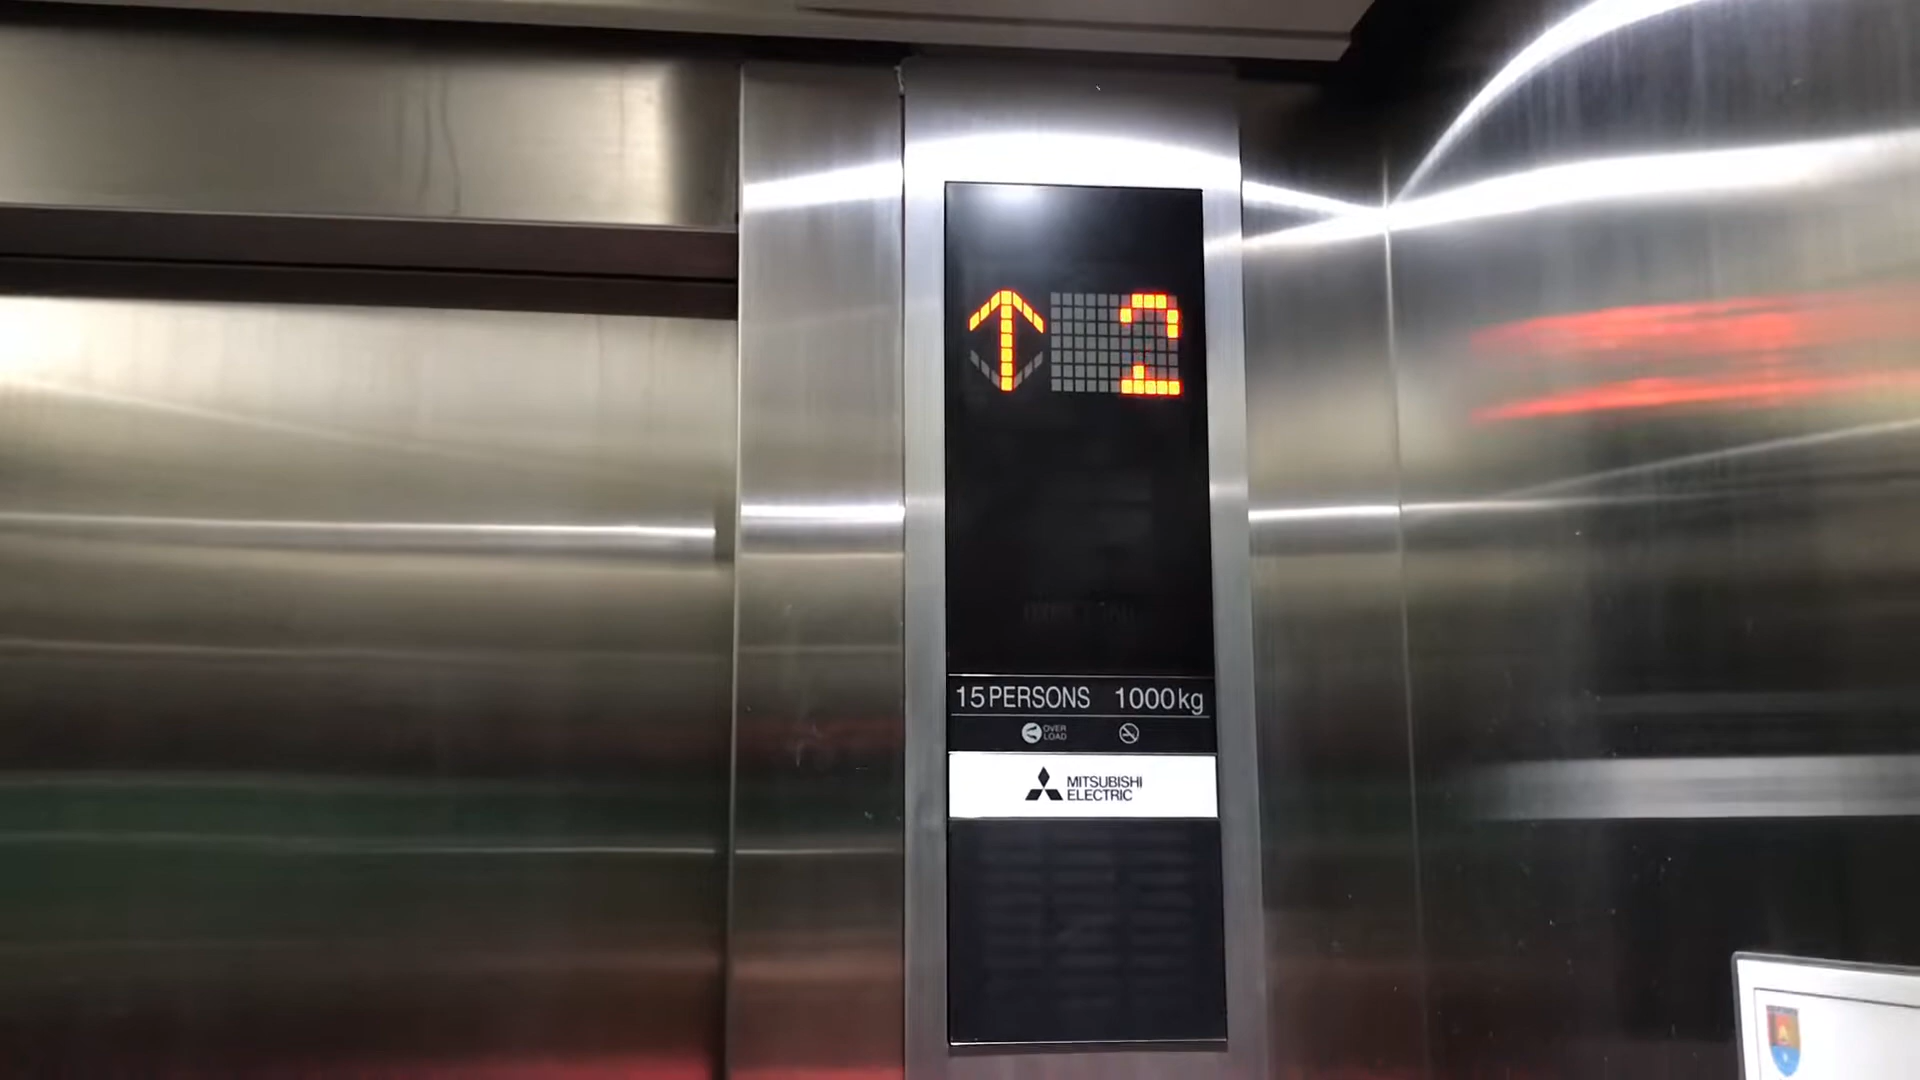 2
15 PERSONS 1000kg
OVER
LOAD
MITSUBISHI
ELECTRIC